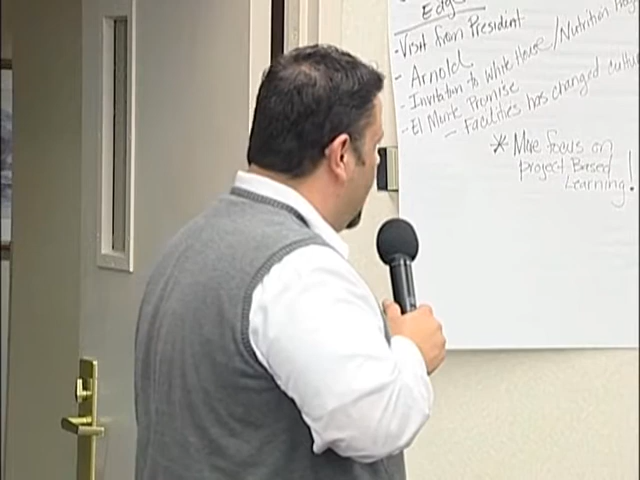 Edge
- Visit from President
- Arnold
- Invitation to White House / Nutrition
- El Monte Promise
- Facilities has changed
* More focus on
Project Based
Learning!